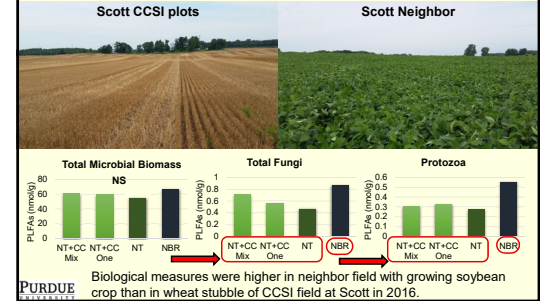 Scott CCSI plots
Scott Neighbor
Total Microbial Biomass
NS
PLFAs (nmol/g)
80
60
40
20
0
NT+CC
Mix
NT+CC
One
NT
NBR
Total Fungi
PLFAs (nmol/g)
1
0.8
0.6
0.4
0.2
0
NT+CC
Mix
NT+CC
One
NT
NBR
Protozoa
PLFAs (nmol/g)
0.6
0.5
0.4
0.3
0.2
0.1
0
NT+CC
Mix
NT+CC
One
NT
NBR
PURDUE
UNIVERSITY
Biological measures were higher in neighbor field with growing soybean
crop than in wheat stubble of CCSI field at Scott in 2016.